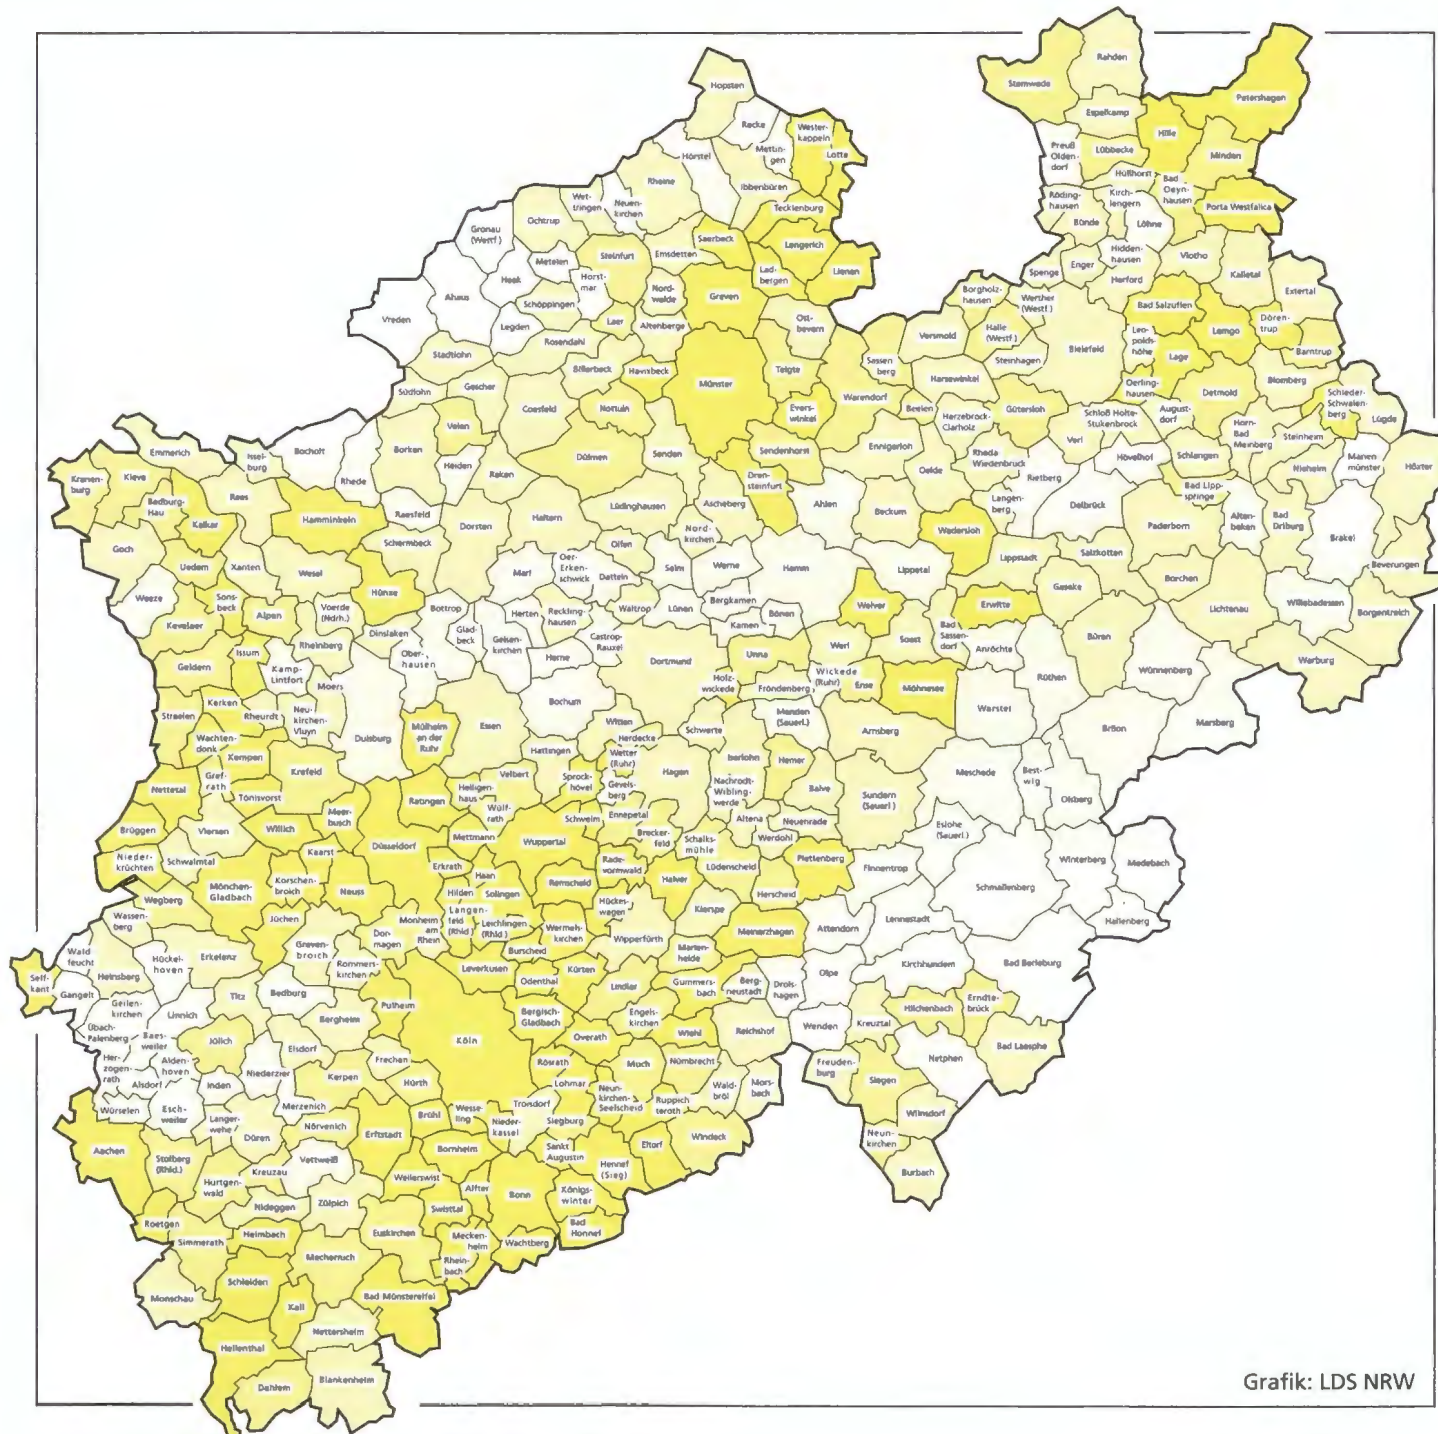 Hopsten
Rahden
Stemwede
Petershagen
Espelkamp
Recke
Wester-
kappeln
Lotte
Hille
Mettin-
gen
Preuß
Olden-
dorf
Lübbecke
Minden
Hörstel
Hüllhorst
Bad
Oeyn-
hausen
Rheine
Ibbenbüren
Röding-
hausen
Kirch-
lengern
Porta Westfalica
Wet-
tringen
Neuen-
kirchen
Tecklenburg
Bünde
Löhne
Ochtrup
Gronau
(Westf.)
Saerbeck
Lengerich
Hidden-
hausen
Vlotho
Metelen
Steinfurt
Emsdetten
Lad-
bergen
Lienen
Spenge
Enger
Herford
Kalletal
Heek
Horst-
mar
Nord-
walde
Greven
Extertal
Ahaus
Schöppingen
Borgholz-
hausen
Werther
(Westf.)
Bad Salzuflen
Vreden
Legden
Laer
Altenberge
Ost-
bevern
Versmold
Halle
(Westf.)
Leo-
polds-
höhe
Lemgo
Dören-
trup
Rosendahl
Bielefeld
Barntrup
Stadtlohn
Billerbeck
Havixbeck
Münster
Telgte
Sassen
berg
Steinhagen
Lage
Südlohn
Gescher
Harsewinkel
Oerling-
hausen
Detmold
Blomberg
Coesfeld
Nottuln
Evers-
winkel
Warendorf
Beelen
Herzebrock-
Clarholz
Gütersloh
Schloß Holte-
Stukenbrock
August-
dorf
Schieder-
Schwalen-
berg
Lügde
Velen
Horn-
Bad
Meinberg
Steinheim
Emmerich
Issel-
burg
Bocholt
Borken
Heiden
Dülmen
Senden
Sendenhorst
Ennigerloh
Oelde
Rheda
Wiedenbrück
Verl
Hövelhof
Schlangen
Nieheim
Marien
münster
Höxter
Kranen-
burg
Kleve
Rhede
Reken
Dren-
steinfurt
Rietberg
Bad Lipp-
springe
Bedburg-
Hau
Rees
Raesfeld
Lüdinghausen
Ascheberg
Ahlen
Beckum
Langen-
berg
Delbrück
Alten-
beken
Bad
Driburg
Kalkar
Hamminkeln
Dorsten
Haltern
Nord-
kirchen
Wadersloh
Paderborn
Brakel
Goch
Schermbeck
Olfen
Lippstadt
Salzkotten
Beverungen
Uedem
Xanten
Wesel
Marl
Oer-
Erken-
schwick
Datteln
Selm
Werne
Hamm
Lippetal
Geseke
Borchen
Weeze
Sons-
beck
Hünxe
Bergkamen
Welver
Erwitte
Lichtenau
Willebadessen
Kevelaer
Alpen
Voerde
(Ndrh.)
Bottrop
Herten
Reckling-
hausen
Waltrop
Lünen
Bönen
Borgentreich
Dinslaken
Glad-
beck
Gelsen-
kirchen
Castrop-
Rauxel
Kamen
Werl
Soest
Bad
Sassen-
dorf
Anröchte
Büren
Geldern
Issum
Rheinberg
Ober-
hausen
Herne
Dortmund
Unna
Wünnenberg
Warburg
Kamp-
Lintfort
Moers
Holz-
wickede
Fröndenberg
Wickede
(Ruhr)
Ense
Möhnesee
Rüthen
Kerken
Bochum
Straelen
Rheurdt
Neu-
kirchen-
Vluyn
Duisburg
Mülheim
an der
Ruhr
Essen
Witten
Schwerte
Menden
(Sauerl.)
Arnsberg
Warstel
Brilon
Marsberg
Wachten-
donk
Kempen
Hattingen
Herdecke
Wetter
(Ruhr)
Hagen
Iserlohn
Hemer
Meschede
Best-
wig
Nettetal
Gref-
rath
Krefeld
Velbert
Sprock-
hövel
Gevels-
berg
Nachrodt-
Wibling-
werde
Balve
Sundern
(Sauerl.)
Olsberg
Tönisvorst
Heiligen-
haus
Ratingen
Brüggen
Viersen
Willich
Meer-
busch
Wülf-
rath
Schwelm
Ennepetal
Altena
Neuenrade
Eslohe
(Sauerl.)
Nieder-
krüchten
Schwalmtal
Kaarst
Düsseldorf
Mettmann
Wuppertal
Brecker-
feld
Schalks-
mühle
Werdohl
Winterberg
Medebach
Mönchen-
Gladbach
Korschen-
broich
Neuss
Erkrath
Haan
Remscheid
Rade-
vormwald
Halver
Lüdenscheid
Plettenberg
Finnentrop
Schmallenberg
Wegberg
Hilden
Solingen
Herscheid
Wassen-
berg
Jüchen
Langen-
feld
(Rhld.)
Leichlingen
(Rhld.)
Hückes-
wagen
Kierspe
Lennestadt
Hallenberg
Monheim
am
Rhein
Dor-
magen
Wermels-
kirchen
Wipperfürth
Meinerzhagen
Attendorn
Wald
feucht
Hückel-
hoven
Erkelenz
Greven-
broich
Burscheid
Marien-
heide
Kirchhundem
Bad Berleburg
Self-
kant
Heinsberg
Rommers-
kirchen
Leverkusen
Odenthal
Kürten
Lindlar
Gummers-
bach
Berg-
neustadt
Drols-
hagen
Olpe
Gangelt
Geilen-
kirchen
Titz
Bedburg
Pulheim
Hilchenbach
Erndte-
brück
Linnich
Bergheim
Bergisch-
Gladbach
Engels-
kirchen
Wiehl
Reichshof
Wenden
Kreuztal
Übach-
Palenberg
Baes-
weiler
Jülich
Köln
Overath
Netphen
Bad Laasphe
Her-
zogen-
rath
Alden-
hoven
Elsdorf
Frechen
Rösrath
Much
Nümbrecht
Freuden-
burg
Alsdorf
Inden
Niederzier
Kerpen
Hürth
Lohmar
Neun-
kirchen-
Seelscheid
Ruppich
teroth
Wald-
bröl
Mors-
bach
Siegen
Würselen
Esch-
weiler
Langer-
wehe
Merzenich
Nörvenich
Brühl
Wesse-
ling
Troisdorf
Siegburg
Wilnsdorf
Aachen
Düren
Erftstadt
Nieder-
kassel
Windeck
Neun-
kirchen
Stolberg
(Rhld.)
Vettweiß
Bornheim
Sankt
Augustin
Hennef
(Sieg)
Eitorf
Burbach
Hürtgen-
wald
Kreuzau
Weilerswist
Alfter
Bonn
Königs-
winter
Nideggen
Zülpich
Swisttal
Roetgen
Simmerath
Heimbach
Euskirchen
Mecken-
heim
Wachtberg
Bad
Honnef
Mechernich
Rhein-
bach
Monschau
Schleiden
Kall
Bad Münstereifel
Nettersheim
Hellenthal
Dahlem
Blankenheim
Grafik: LDS NRW